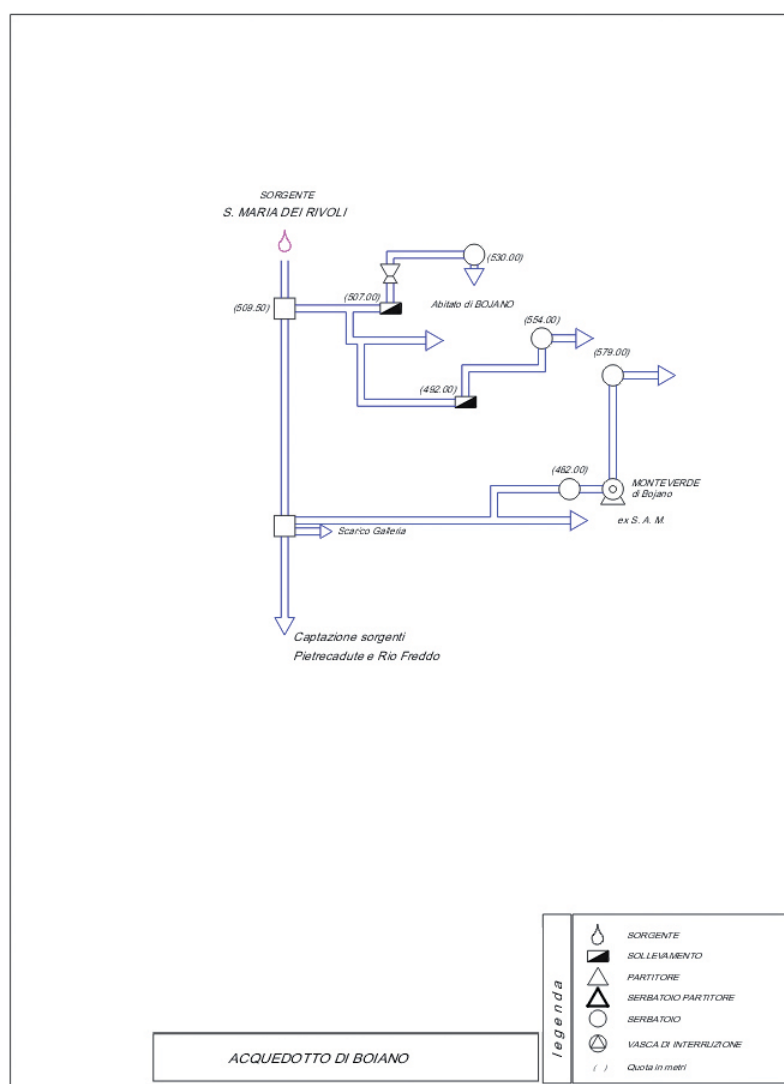 SORGENTE
S. MARIA DEI RIVOLI
(530.00)
(507.00)
(509.50)
Abitato di BOJANO
(554.00)
(579.00)
(492.00)
(482.00)
MONTEVERDE
di Bojano
ex S. A. M.
Scarico Galleria
Captazione sorgenti
Pietrecadute e Rio Freddo
legenda
SORGENTE
SOLLEVAMENTO
PARTITORE
SERBATOIO PARTITORE
SERBATOIO
VASCA DI INTERRUZIONE
( ) Quota in metri
ACQUEDOTTO DI BOIANO